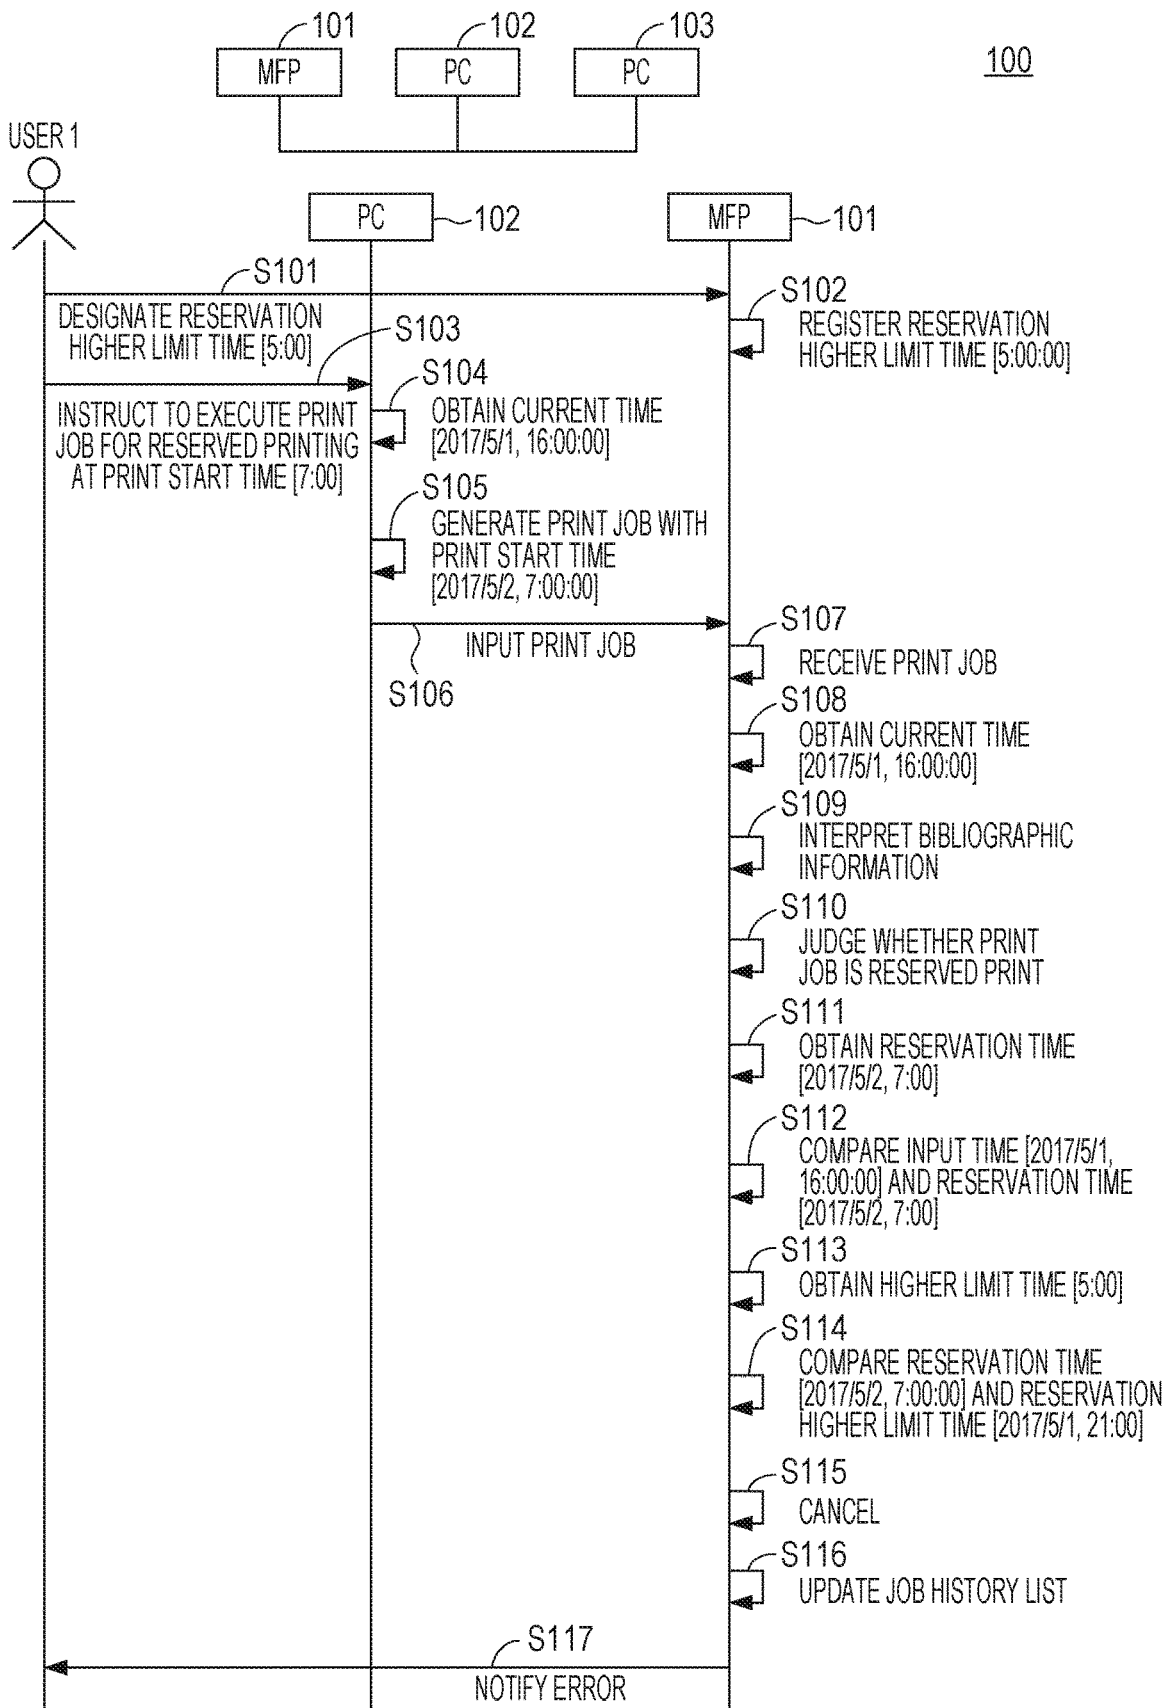 101
102
103
100
MFP
PC
PC
USER 1
PC
102
MFP
101
S101
DESIGNATE RESERVATION
HIGHER LIMIT TIME [5:00]
S102
REGISTER RESERVATION
HIGHER LIMIT TIME [5:00:00]
S103
INSTRUCT TO EXECUTE PRINT
JOB FOR RESERVED PRINTING
AT PRINT START TIME [7:00]
S104
OBTAIN CURRENT TIME
[2017/5/1, 16:00:00]
S105
GENERATE PRINT JOB WITH
PRINT START TIME
[2017/5/2, 7:00:00]
INPUT PRINT JOB
S106
S107
RECEIVE PRINT JOB
S108
OBTAIN CURRENT TIME
[2017/5/1, 16:00:00]
S109
INTERPRET BIBLIOGRAPHIC
INFORMATION
S110
JUDGE WHETHER PRINT
JOB IS RESERVED PRINT
S111
OBTAIN RESERVATION TIME
[2017/5/2, 7:00]
S112
COMPARE INPUT TIME [2017/5/1,
16:00:00] AND RESERVATION TIME
[2017/5/2, 7:00]
S113
OBTAIN HIGHER LIMIT TIME [5:00]
S114
COMPARE RESERVATION TIME
[2017/5/2, 7:00:00] AND RESERVATION
HIGHER LIMIT TIME [2017/5/1, 21:00]
S115
CANCEL
S116
UPDATE JOB HISTORY LIST
S117
NOTIFY ERROR